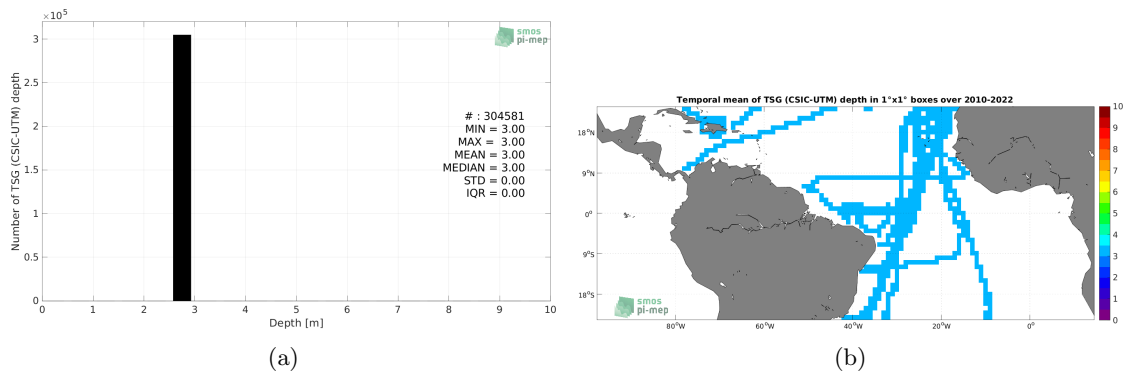 ×10⁵
3
2.5
2
1.5
1
0.5
0
Number of TSG (CSIC-UTM) depth
smos
pi-mep
# : 304581
MIN = 3.00
MAX = 3.00
MEAN = 3.00
MEDIAN = 3.00
STD = 0.00
IQR = 0.00
0 1 2 3 4 5 6 7 8 9 10
Depth [m]
(a)
Temporal mean of TSG (CSIC-UTM) depth in 1°x1° boxes over 2010-2022
18°N
9°N
0°
9°S
18°S
smos
pi-mep
80°W 60°W 40°W 20°W 0°
10
9
8
7
6
5
4
3
2
1
0
(b)